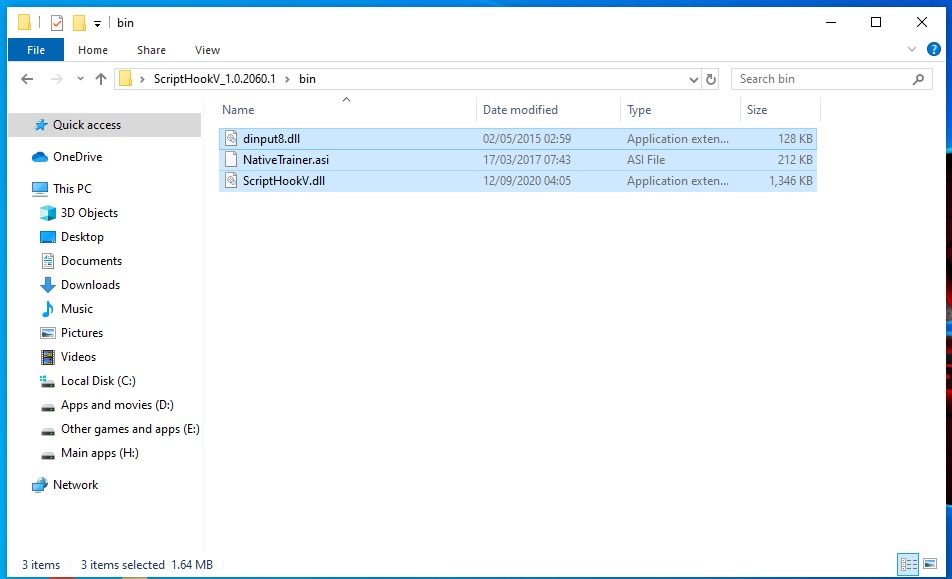 bin
File Home Share View
ScriptHookV_1.0.2060.1 bin Search bin
Name Date modified Type Size
Quick access
OneDrive
This PC
3D Objects
Desktop
Documents
Downloads
Music
Pictures
Videos
Local Disk (C:)
Apps and movies (D:)
Other games and apps (E:)
Main apps (H:)
Network
dinput8.dll 02/05/2015 02:59 Application exten... 128 KB
NativeTrainer.asi 17/03/2017 07:43 ASI File 212 KB
ScriptHookV.dll 12/09/2020 04:05 Application exten... 1,346 KB
3 items 3 items selected 1.64 MB